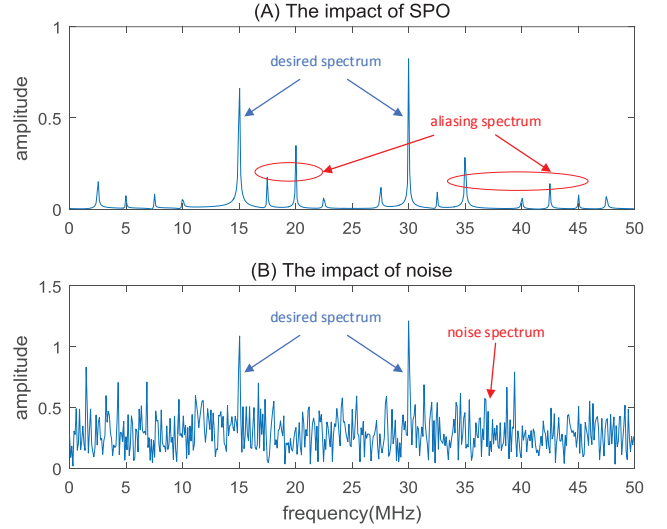 (A) The impact of SPO
1
0.5
0
amplitude
desired spectrum
aliasing spectrum
0 5 10 15 20 25 30 35 40 45 50
(B) The impact of noise
1.5
1
0.5
0
amplitude
desired spectrum
noise spectrum
0 5 10 15 20 25 30 35 40 45 50
frequency(MHz)